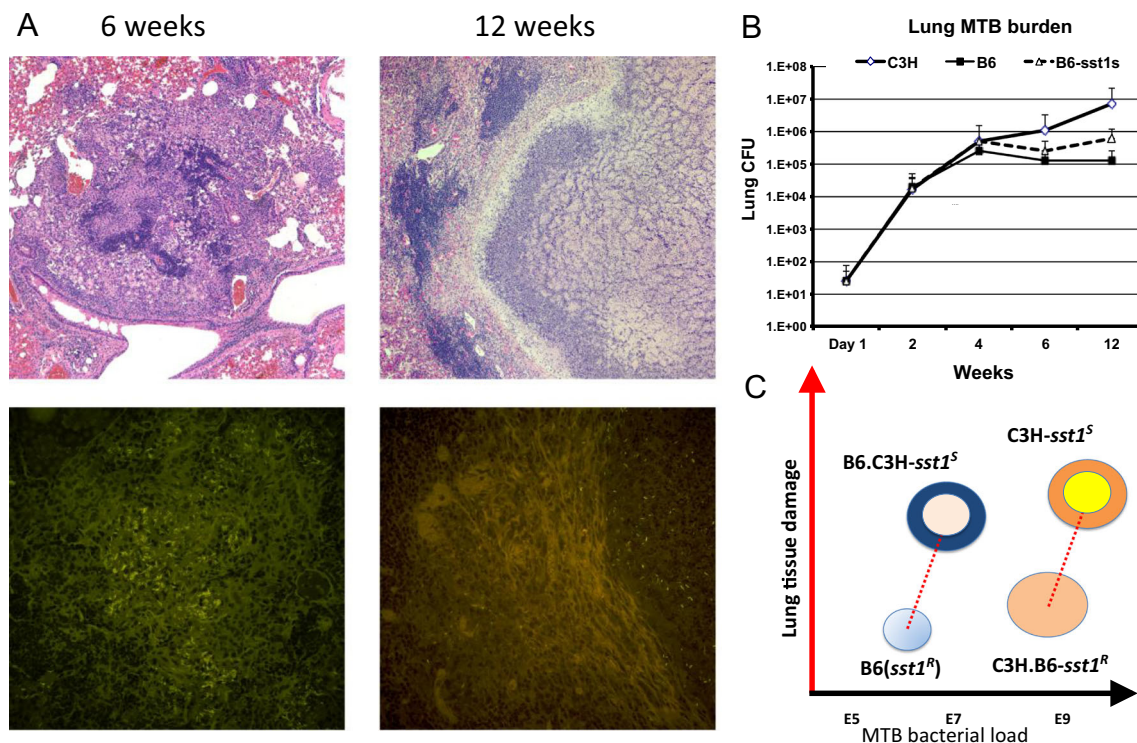 A
6 weeks
12 weeks
B
Lung MTB burden
C3H
B6
B6-sst1s
Lung CFU
1.E+08
1.E+07
1.E+06
1.E+05
1.E+04
1.E+03
1.E+02
1.E+01
1.E+00
Day 1
2
4
6
12
Weeks
C
Lung tissue damage
B6.C3H-sst1ˢ
C3H-sst1ˢ
B6(sst1ᴿ)
C3H.B6-sst1ᴿ
E5
E7
E9
MTB bacterial load